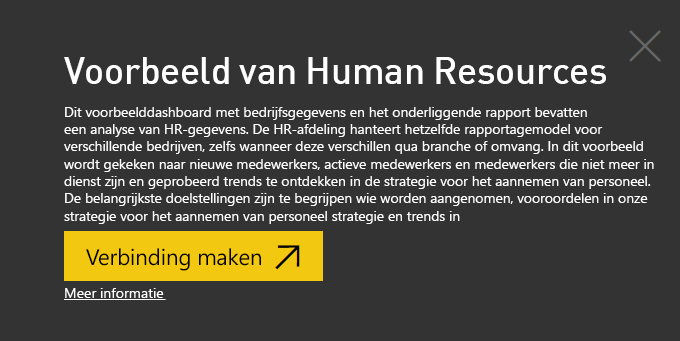 Voorbeeld van Human Resources
Dit voorbeelddashboard met bedrijfsgegevens en het onderliggende rapport bevatten
een analyse van HR-gegevens. De HR-afdeling hanteert hetzelfde rapportagemodel voor
verschillende bedrijven, zelfs wanneer deze verschillen qua branche of omvang. In dit voorbeeld
wordt gekeken naar nieuwe medewerkers, actieve medewerkers en medewerkers die niet meer in
dienst zijn en geprobeerd trends te ontdekken in de strategie voor het aannemen van personeel.
De belangrijkste doelstellingen zijn te begrijpen wie worden aangenomen, vooroordelen in onze
strategie voor het aannemen van personeel strategie en trends in
Verbinding maken
Meer informatie